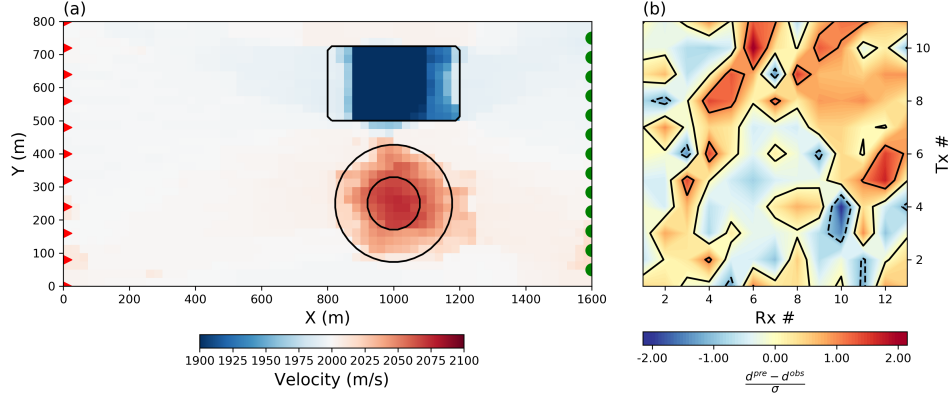 (a)
800
700
600
500
400
300
200
100
0
Y (m)
0 200 400 600 800 1000 1200 1400 1600
X (m)
1900 1925 1950 1975 2000 2025 2050 2075 2100
Velocity (m/s)
(b)
10
8
6
4
2
Tx #
2 4 6 8 10 12
Rx #
-2.00 -1.00 0.00 1.00 2.00
d^{pre} − d^{obs}
σ